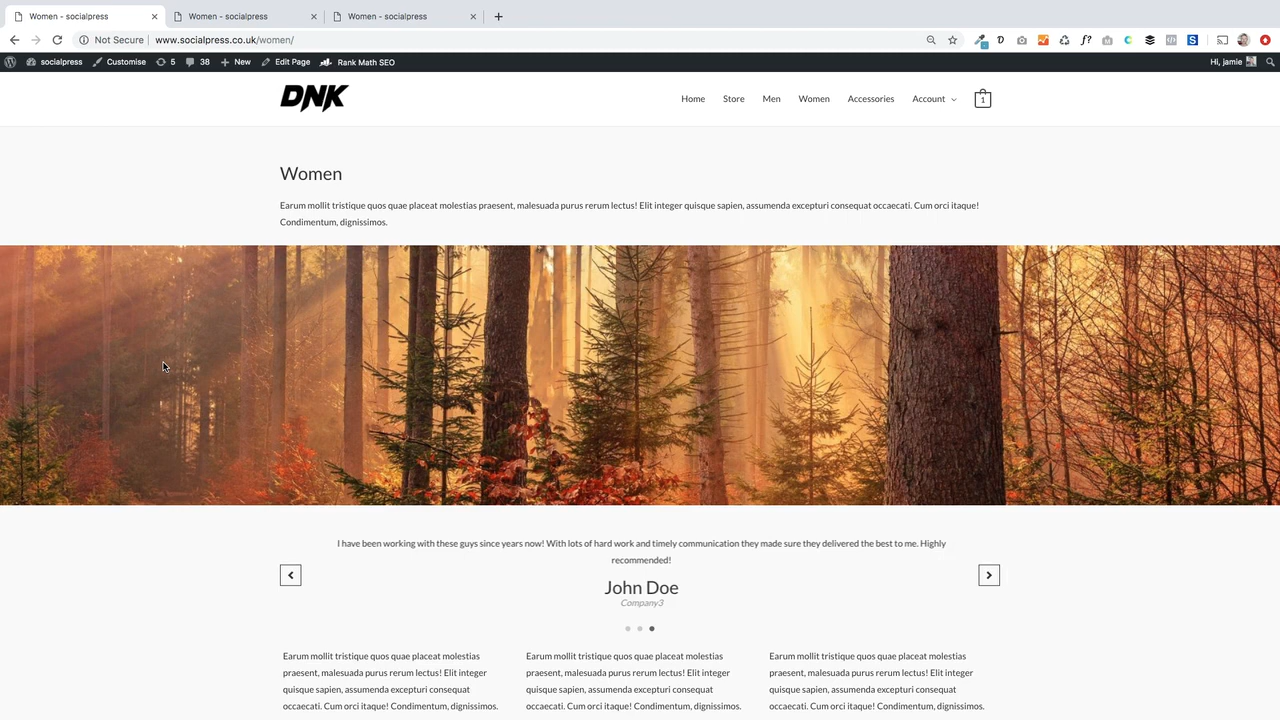 Women - socialpress
Women - socialpress
Women - socialpress
Not Secure
www.socialpress.co.uk/women/
socialpress
Customise
5
38
New
Edit Page
Rank Math SEO
Hi, jamie
DNK
Home
Store
Men
Women
Accessories
Account
1
Women
Earum mollit tristique quos quae placeat molestias praesent, malesuada purus rerum lectus! Elit integer quisque sapien, assumenda excepturi consequat occaecati. Cum orci itaque!
Condimentum, dignissimos.
I have been working with these guys since years now! With lots of hard work and timely communication they made sure they delivered the best to me. Highly
recommended!
John Doe
Company3
Earum mollit tristique quos quae placeat molestias
praesent, malesuada purus rerum lectus! Elit integer
quisque sapien, assumenda excepturi consequat
occaecati. Cum orci itaque! Condimentum, dignissimos.
Earum mollit tristique quos quae placeat molestias
praesent, malesuada purus rerum lectus! Elit integer
quisque sapien, assumenda excepturi consequat
occaecati. Cum orci itaque! Condimentum, dignissimos.
Earum mollit tristique quos quae placeat molestias
praesent, malesuada purus rerum lectus! Elit integer
quisque sapien, assumenda excepturi consequat
occaecati. Cum orci itaque! Condimentum, dignissimos.